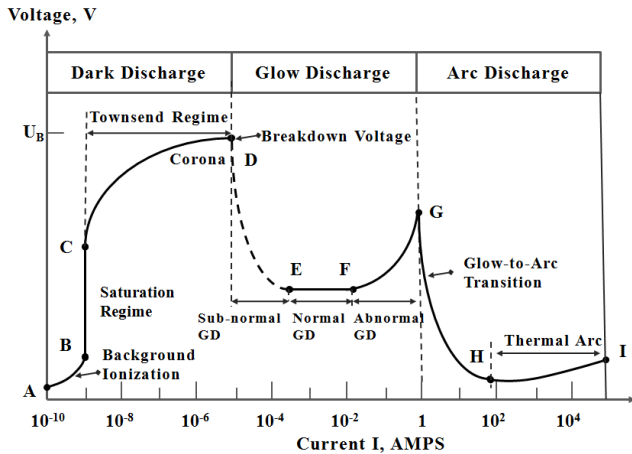 Voltage, V
Dark Discharge
Glow Discharge
Arc Discharge
Townsend Regime
U_B
Breakdown Voltage
Corona
D
C
G
E
F
Glow-to-Arc
Transition
Saturation
Regime
Sub-normal
GD
Normal
GD
Abnormal
GD
B
H
Thermal Arc
I
Background
Ionization
A
10⁻¹⁰
10⁻⁸
10⁻⁶
10⁻⁴
10⁻²
1
10²
10⁴
Current I, AMPS